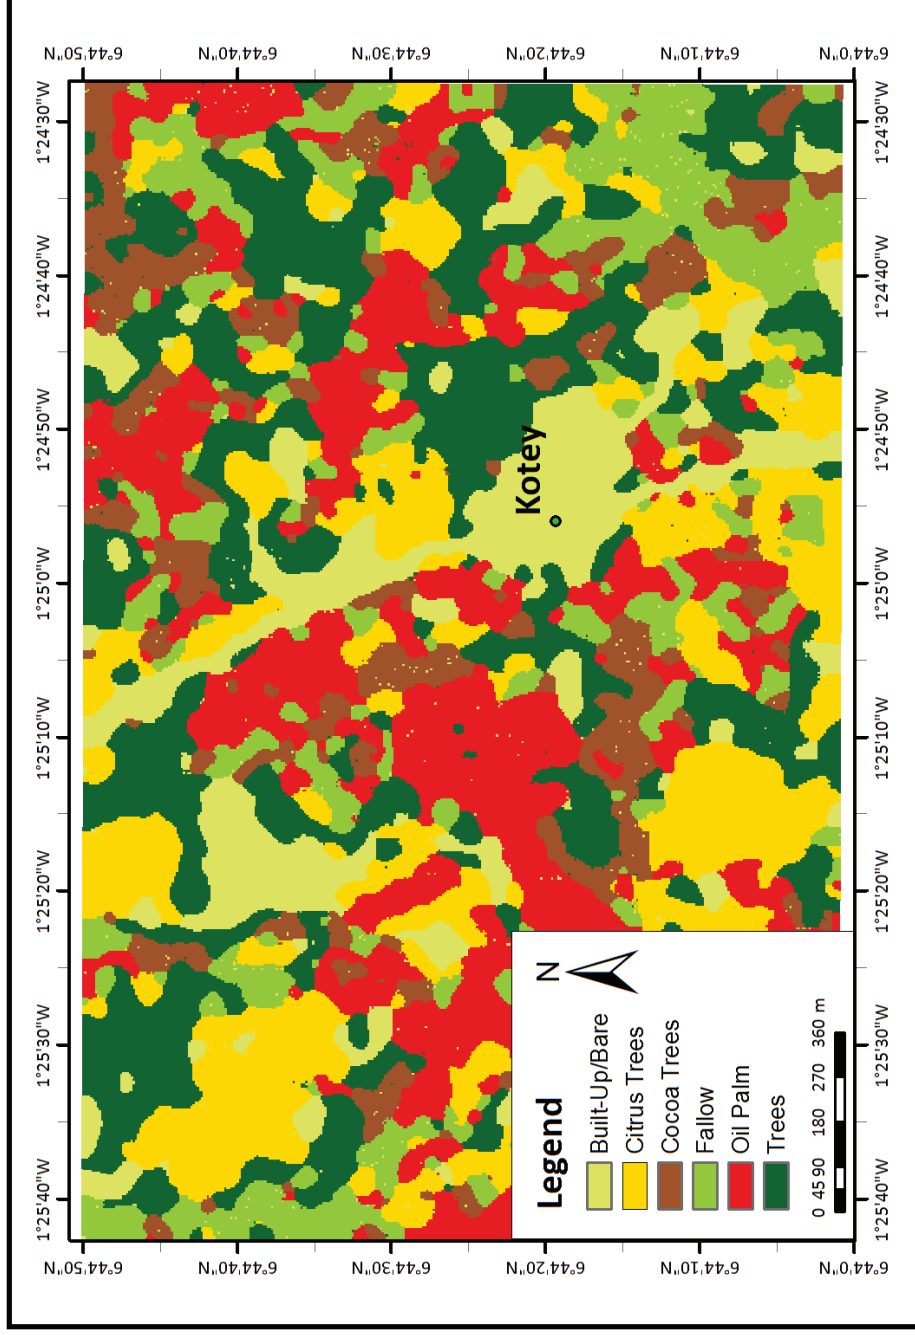 1°25'40"W 1°25'30"W 1°25'20"W 1°25'10"W 1°25'0"W 1°24'50"W 1°24'40"W 1°24'30"W
6°44'50"N
6°44'40"N
6°44'30"N
6°44'20"N
6°44'10"N
6°44'0"N
6°44'50"N
6°44'40"N
6°44'30"N
6°44'20"N
6°44'10"N
6°44'0"N
Kotey
Legend
N
Built-Up/Bare
Citrus Trees
Cocoa Trees
Fallow
Oil Palm
Trees
0 45 90 180 270 360 m
1°25'40"W 1°25'30"W 1°25'20"W 1°25'10"W 1°25'0"W 1°24'50"W 1°24'40"W 1°24'30"W